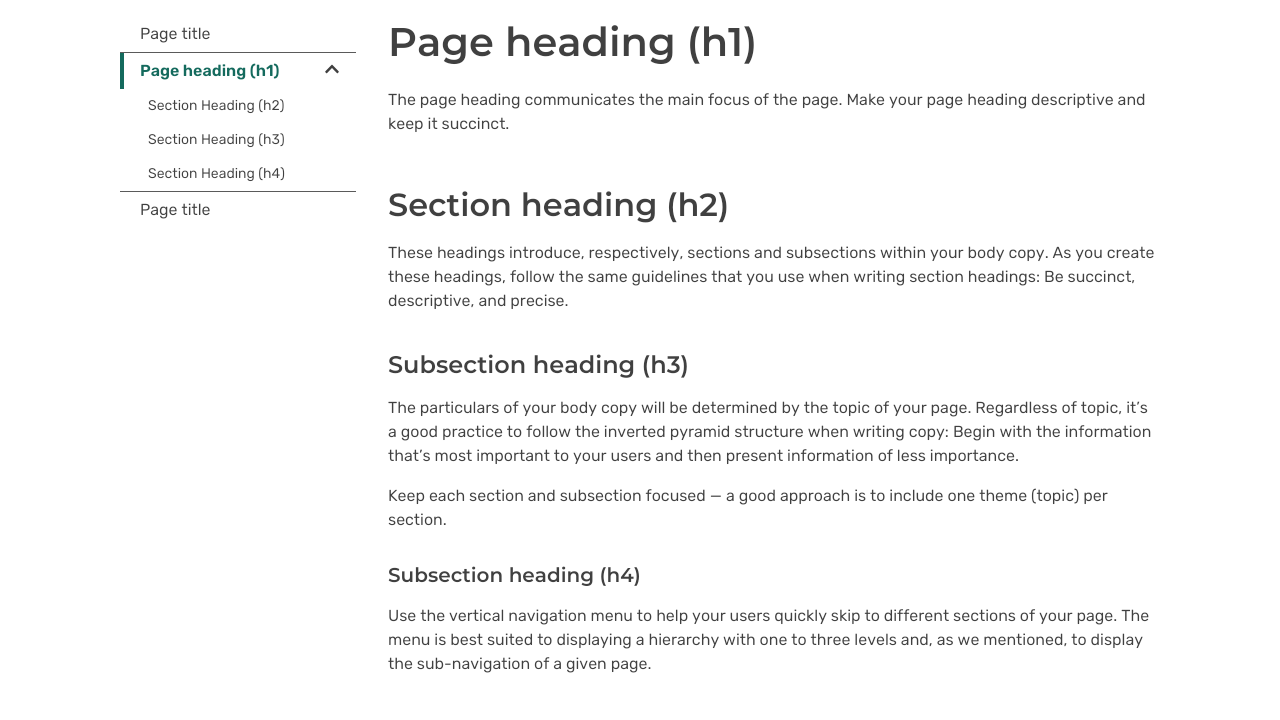 Page title
Page heading (h1)
Section Heading (h2)
Section Heading (h3)
Section Heading (h4)
Page title
Page heading (h1)
The page heading communicates the main focus of the page. Make your page heading descriptive and
keep it succinct.
Section heading (h2)
These headings introduce, respectively, sections and subsections within your body copy. As you create
these headings, follow the same guidelines that you use when writing section headings: Be succinct,
descriptive, and precise.
Subsection heading (h3)
The particulars of your body copy will be determined by the topic of your page. Regardless of topic, it’s
a good practice to follow the inverted pyramid structure when writing copy: Begin with the information
that’s most important to your users and then present information of less importance.
Keep each section and subsection focused — a good approach is to include one theme (topic) per
section.
Subsection heading (h4)
Use the vertical navigation menu to help your users quickly skip to different sections of your page. The
menu is best suited to displaying a hierarchy with one to three levels and, as we mentioned, to display
the sub-navigation of a given page.